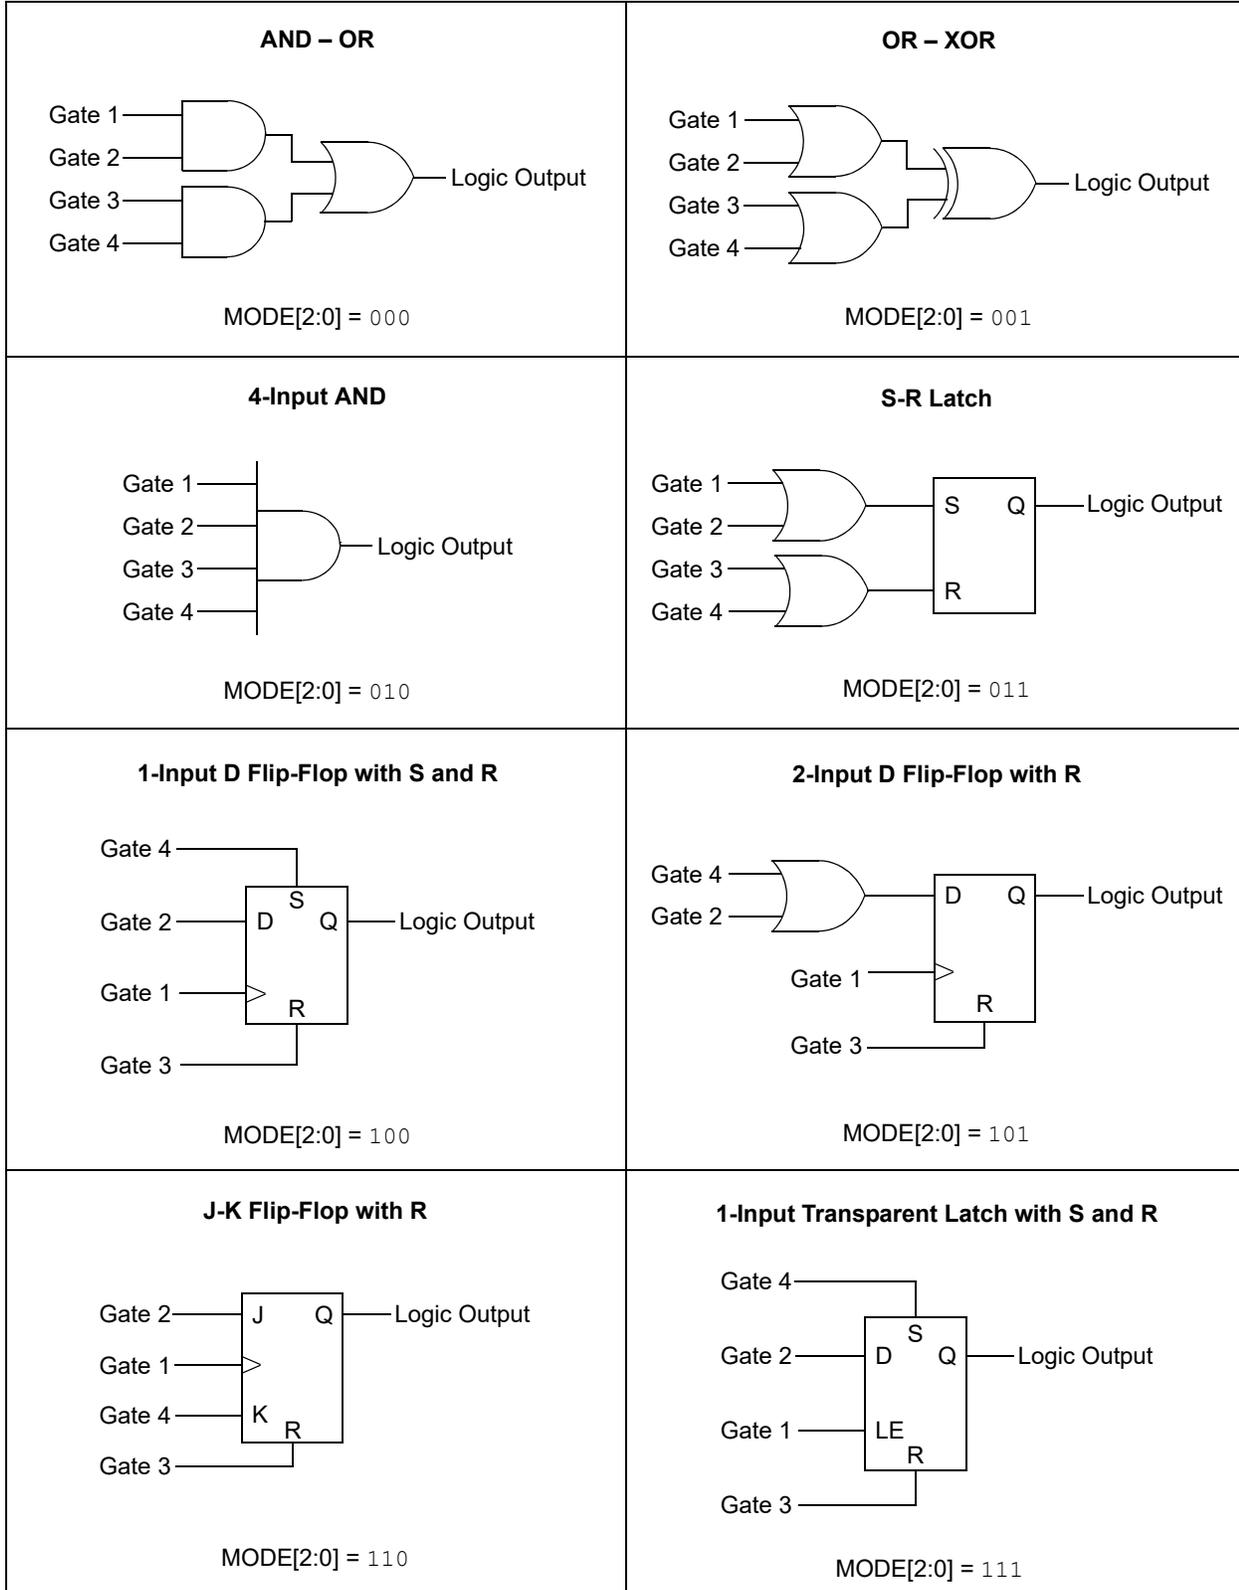 AND – OR
Gate 1
Gate 2
Gate 3
Gate 4
Logic Output
MODE[2:0] = 000
OR – XOR
Gate 1
Gate 2
Gate 3
Gate 4
Logic Output
MODE[2:0] = 001
4-Input AND
Gate 1
Gate 2
Gate 3
Gate 4
Logic Output
MODE[2:0] = 010
S-R Latch
Gate 1
Gate 2
Gate 3
Gate 4
S Q
R
Logic Output
MODE[2:0] = 011
1-Input D Flip-Flop with S and R
Gate 4
S
Gate 2
D Q
Logic Output
Gate 1
R
Gate 3
MODE[2:0] = 100
2-Input D Flip-Flop with R
Gate 4
Gate 2
D Q
Logic Output
Gate 1
R
Gate 3
MODE[2:0] = 101
J-K Flip-Flop with R
Gate 2
J Q
Logic Output
Gate 1
Gate 4
K
R
Gate 3
MODE[2:0] = 110
1-Input Transparent Latch with S and R
Gate 4
S
Gate 2
D Q
Logic Output
Gate 1
LE
R
Gate 3
MODE[2:0] = 111